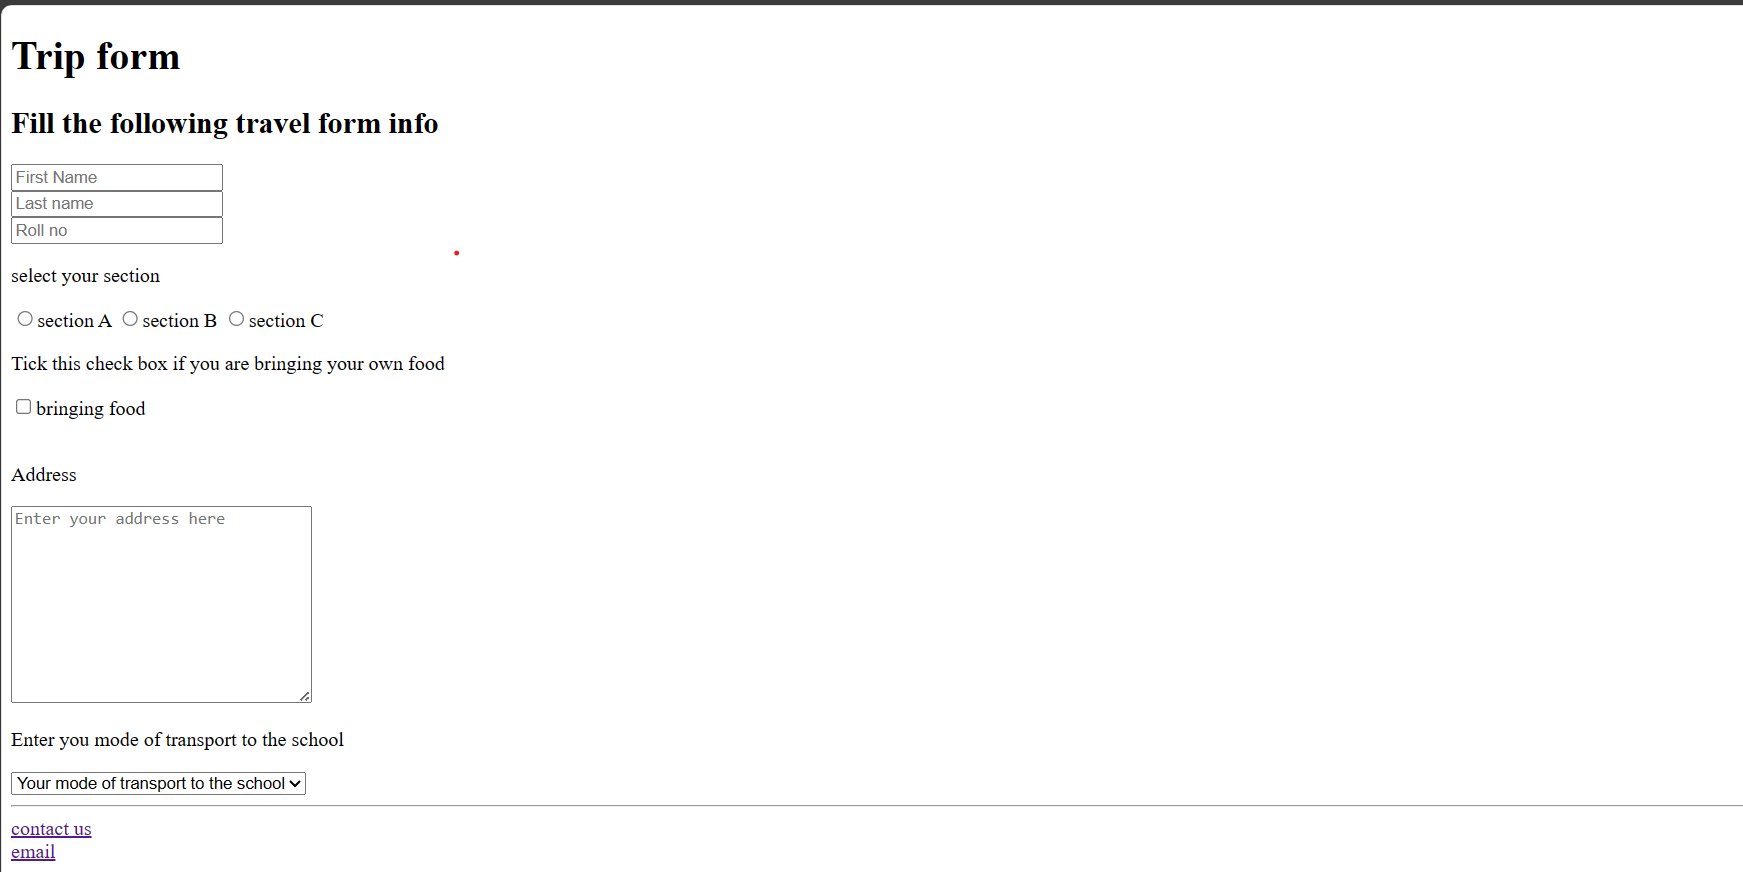 Trip form
Fill the following travel form info
First Name
Last name
Roll no
select your section
section A section B section C
Tick this check box if you are bringing your own food
bringing food
Address
Enter your address here
Enter you mode of transport to the school
Your mode of transport to the school
contact us
email